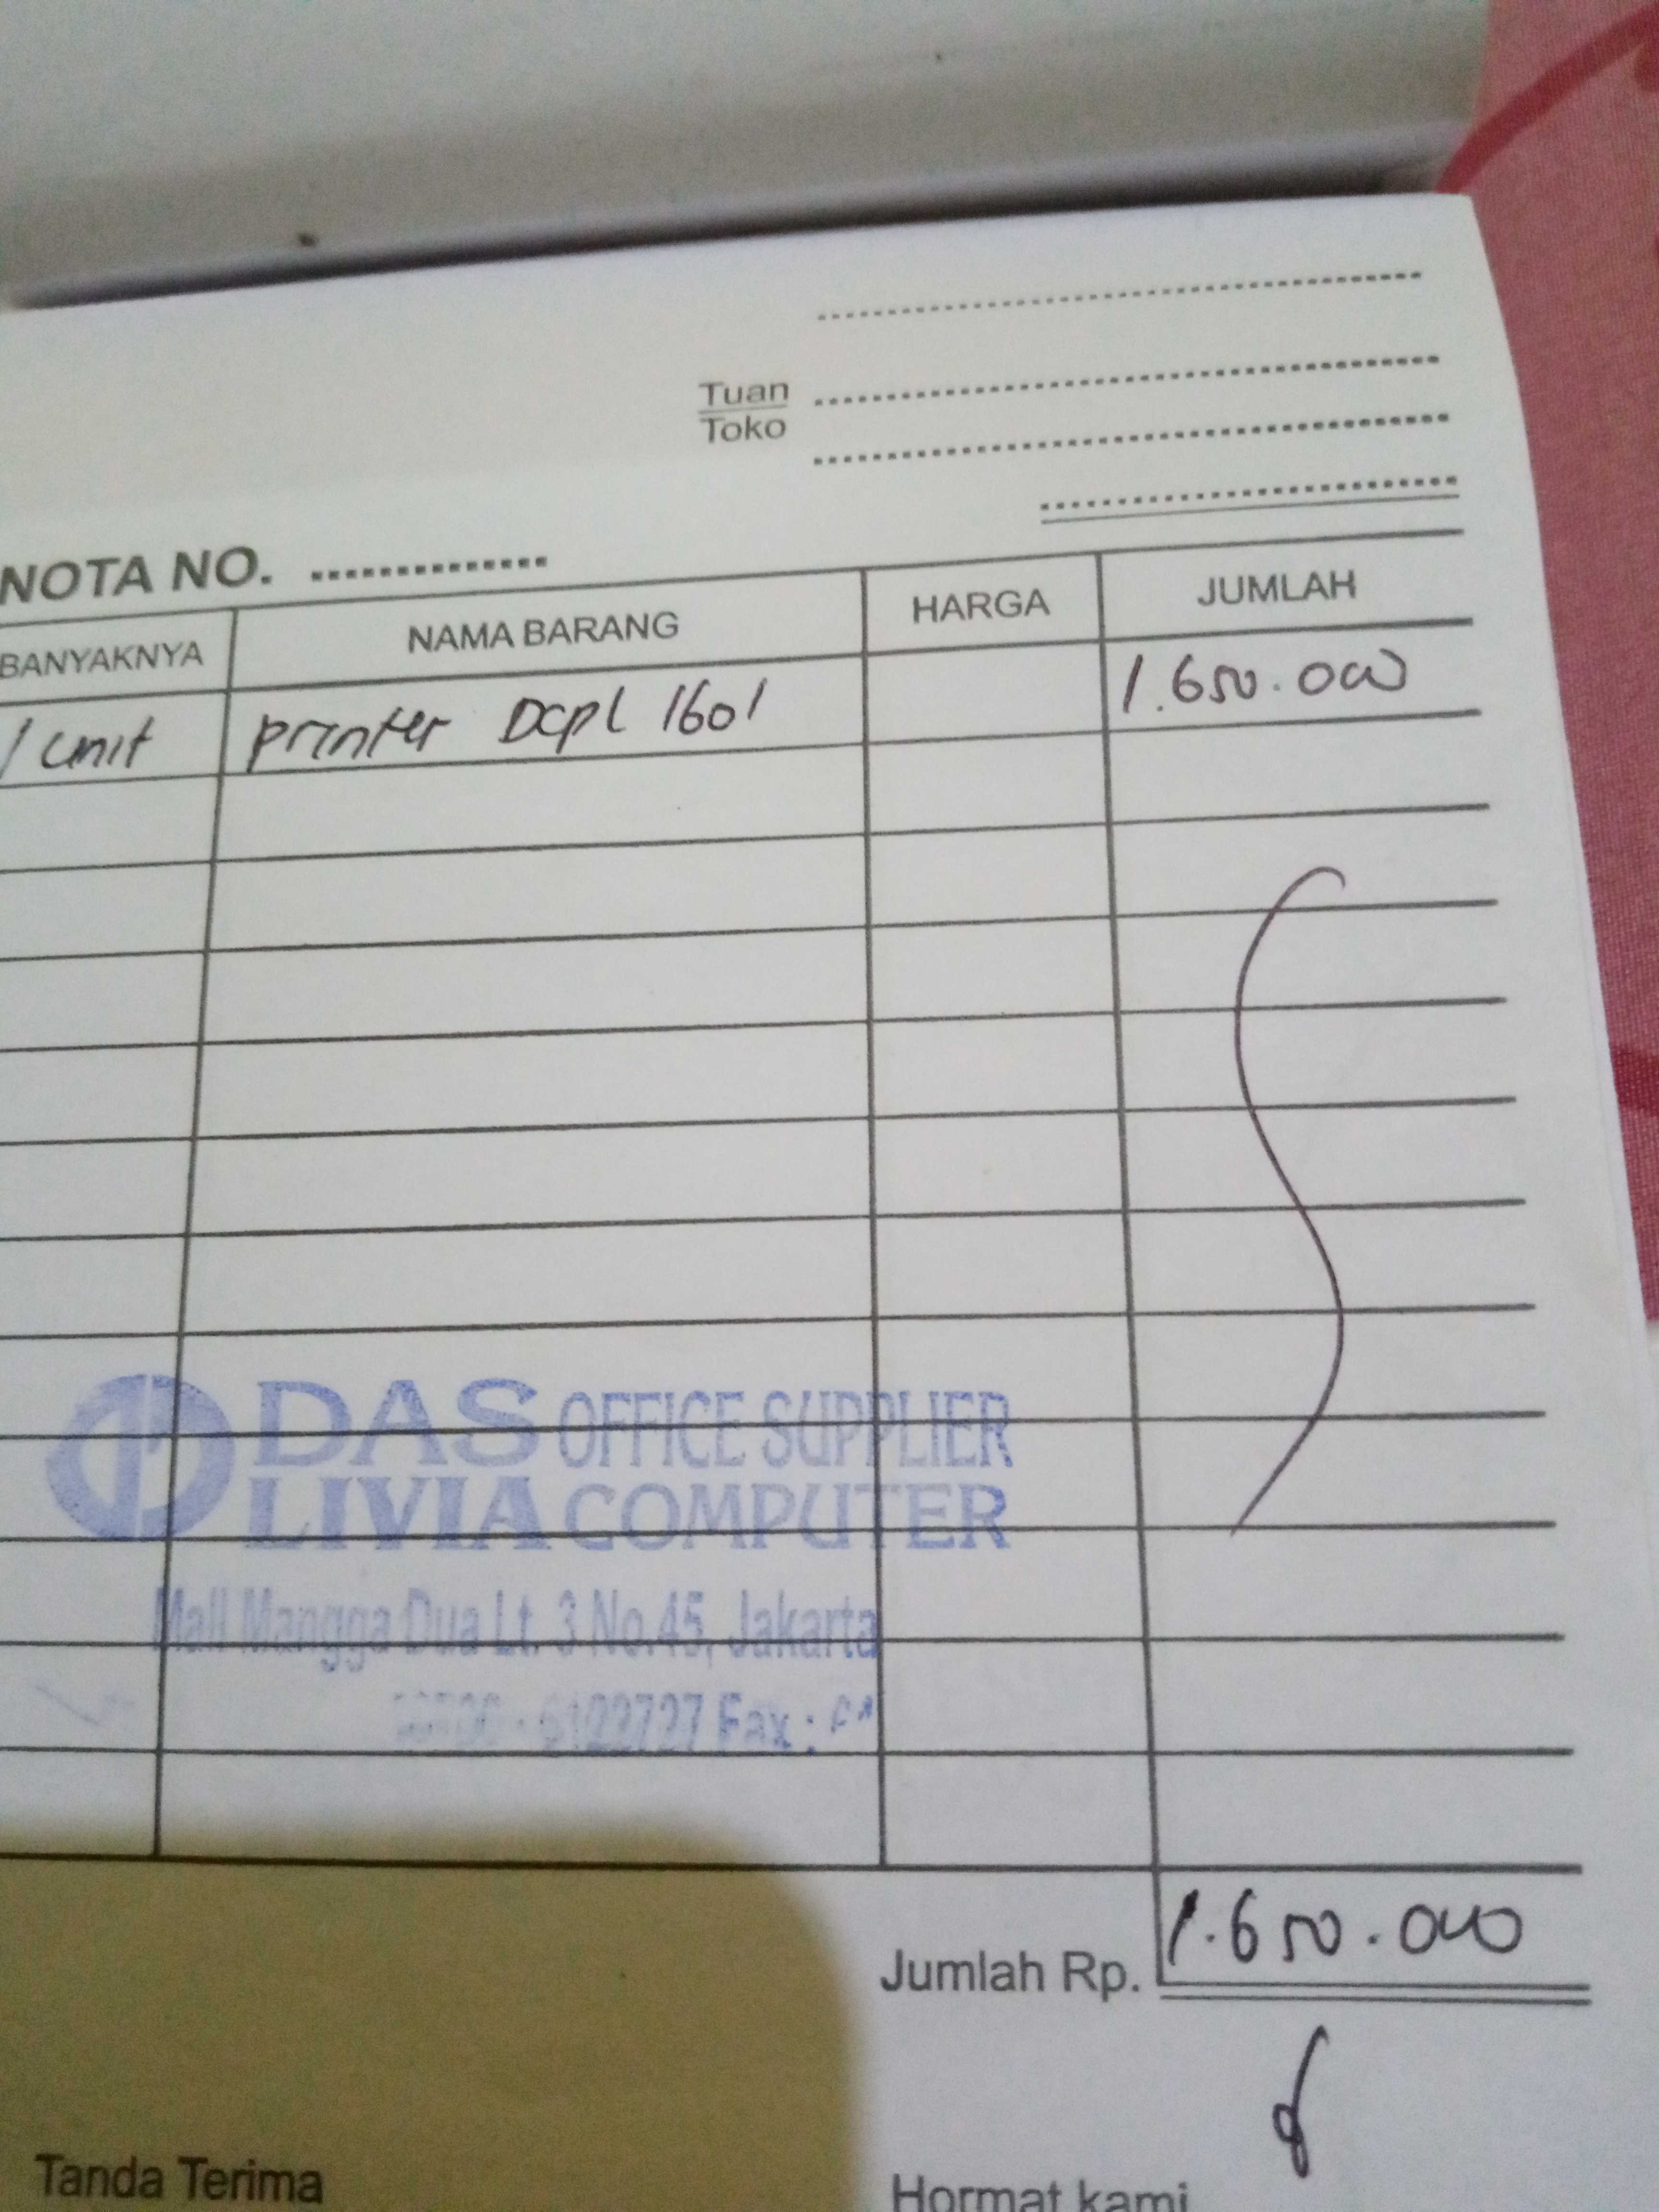 Tuan
Toko
NOTA NO.
BANYAKNYA NAMA BARANG HARGA JUMLAH
1 unit printer Dcpl 1601 1.650.000
DAS OFFICE SUPPLIER
LIVIA COMPUTER
Mall Mangga Dua Lt. 3 No.45, Jakarta
6122727 Fax :
Jumlah Rp. 1.650.000
Tanda Terima Hormat kami